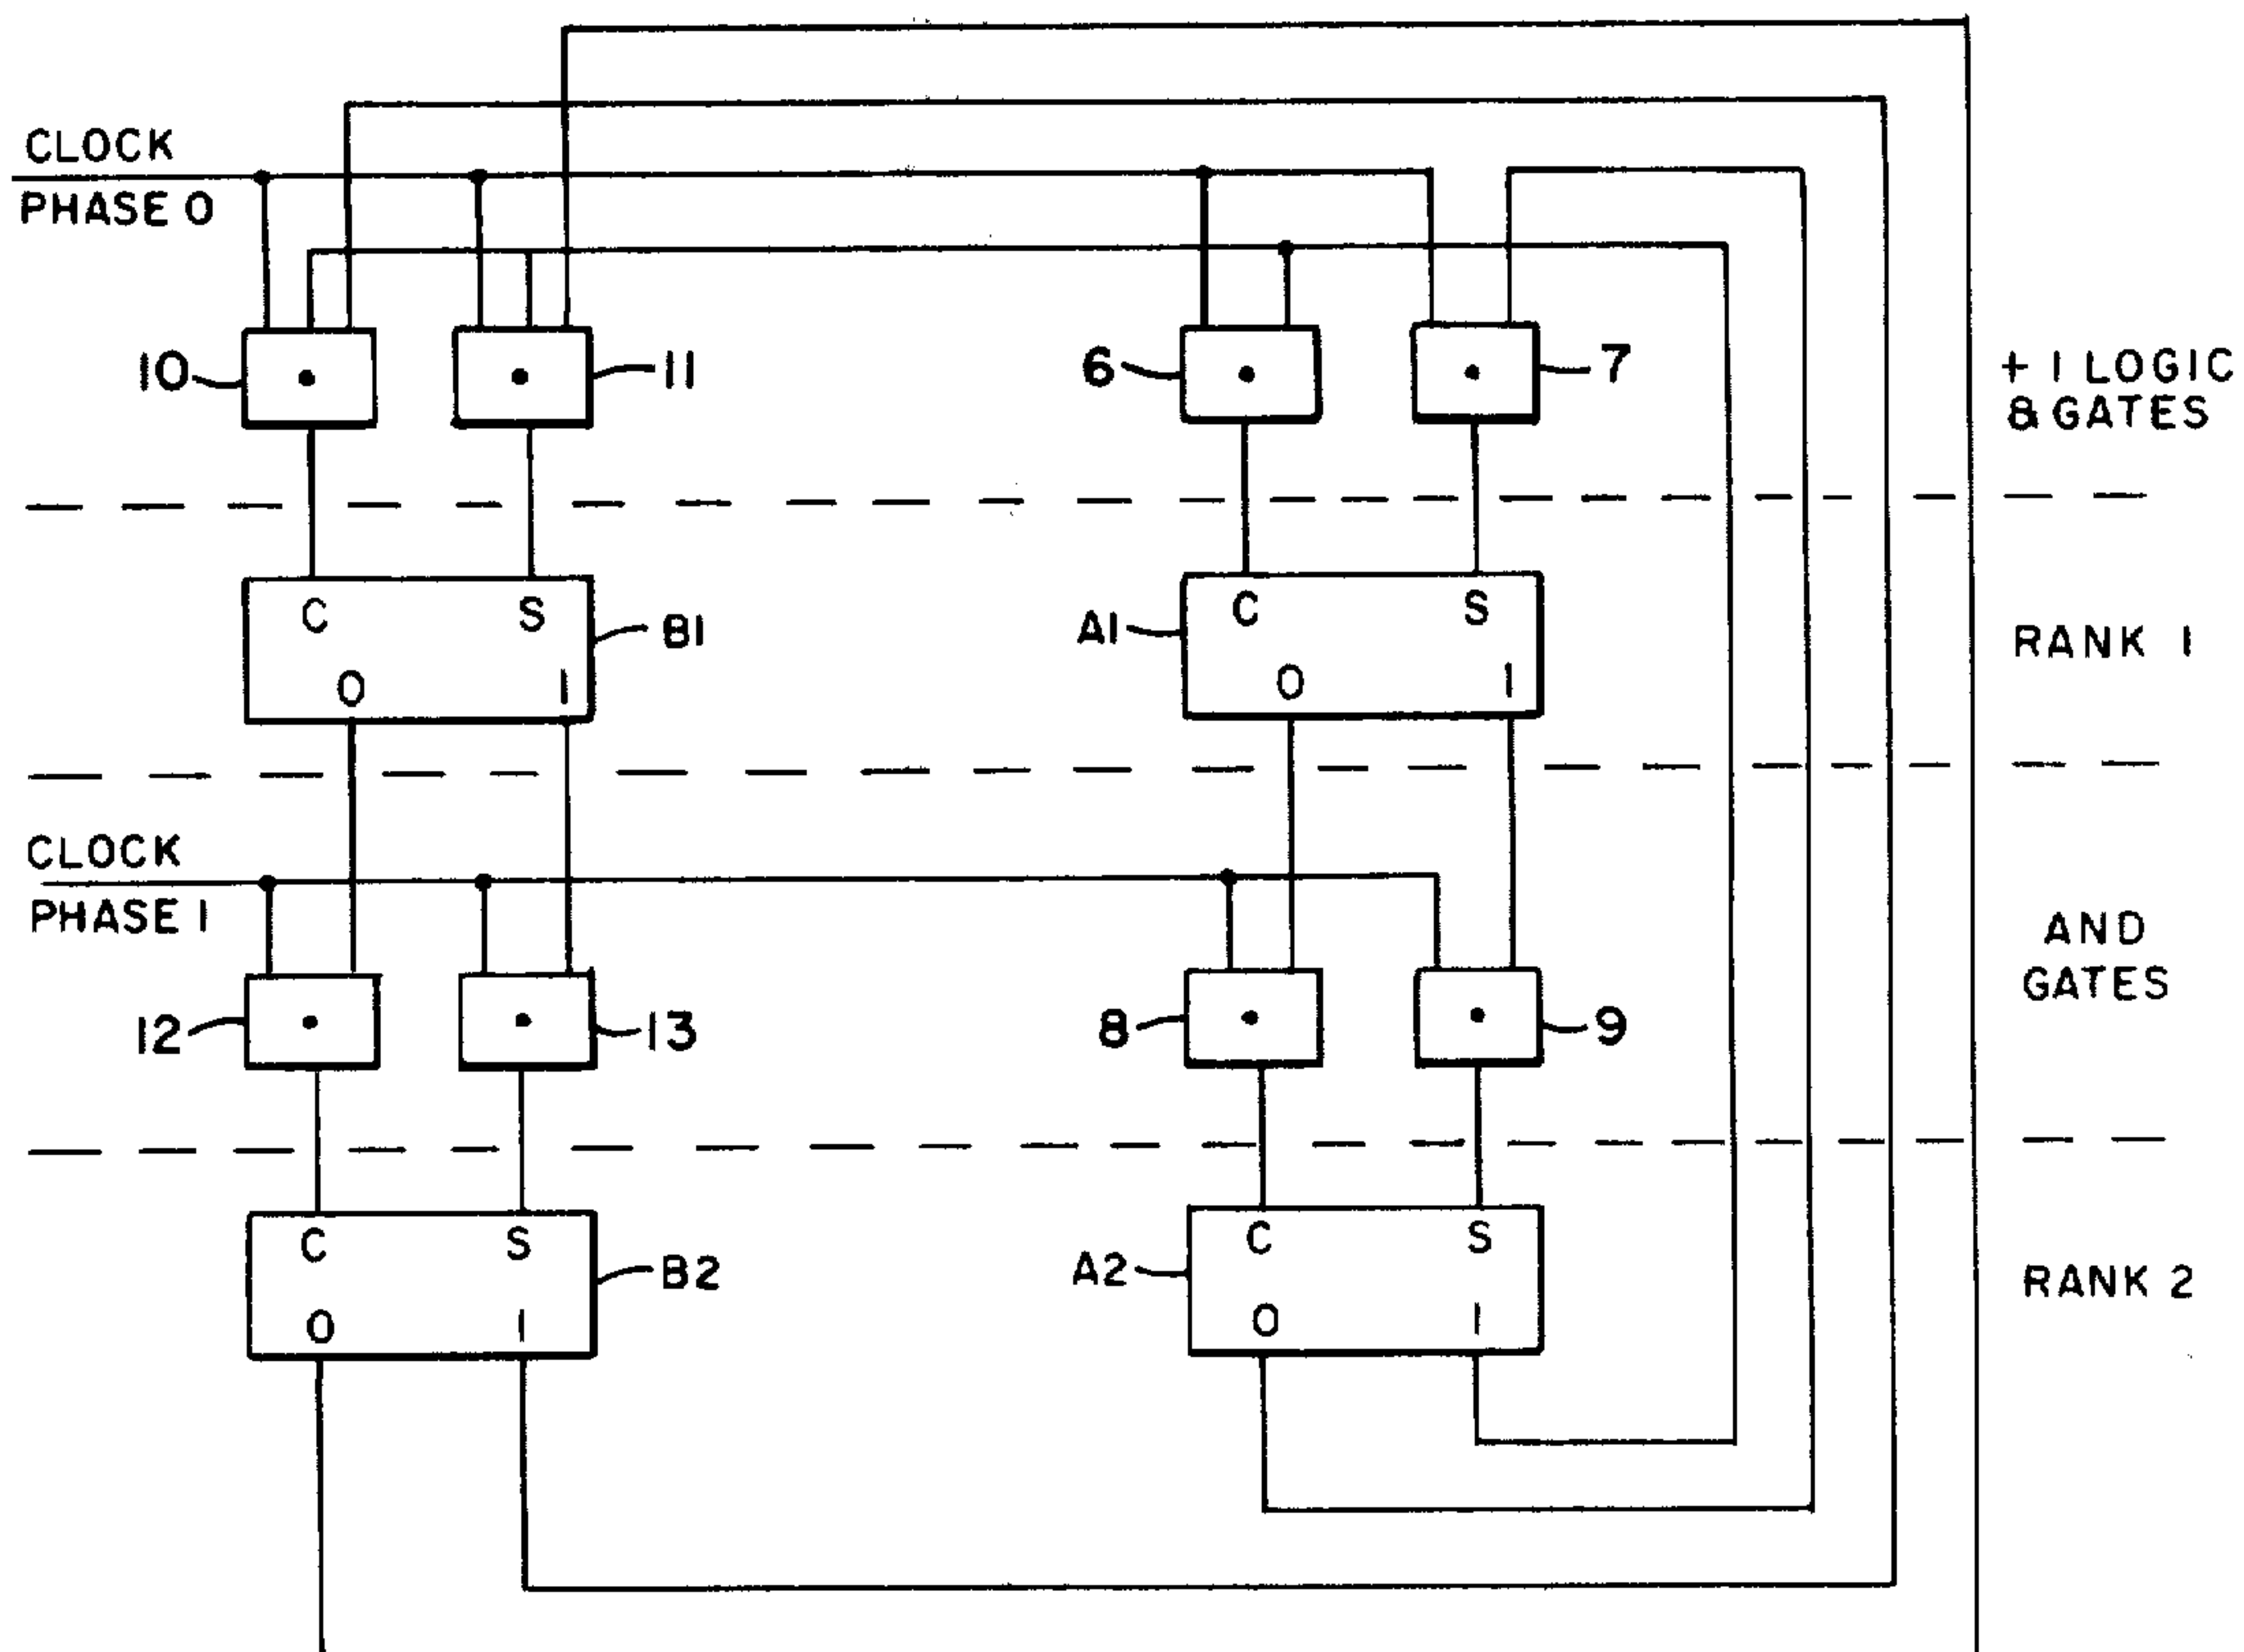 CLOCK
PHASE 0
10
11
6
7
+ 1 LOGIC
& GATES
C S
B1
0 1
A1
C S
0 1
RANK 1
CLOCK
PHASE 1
12
13
8
9
AND
GATES
C S
B2
0 1
A2
C S
0 1
RANK 2